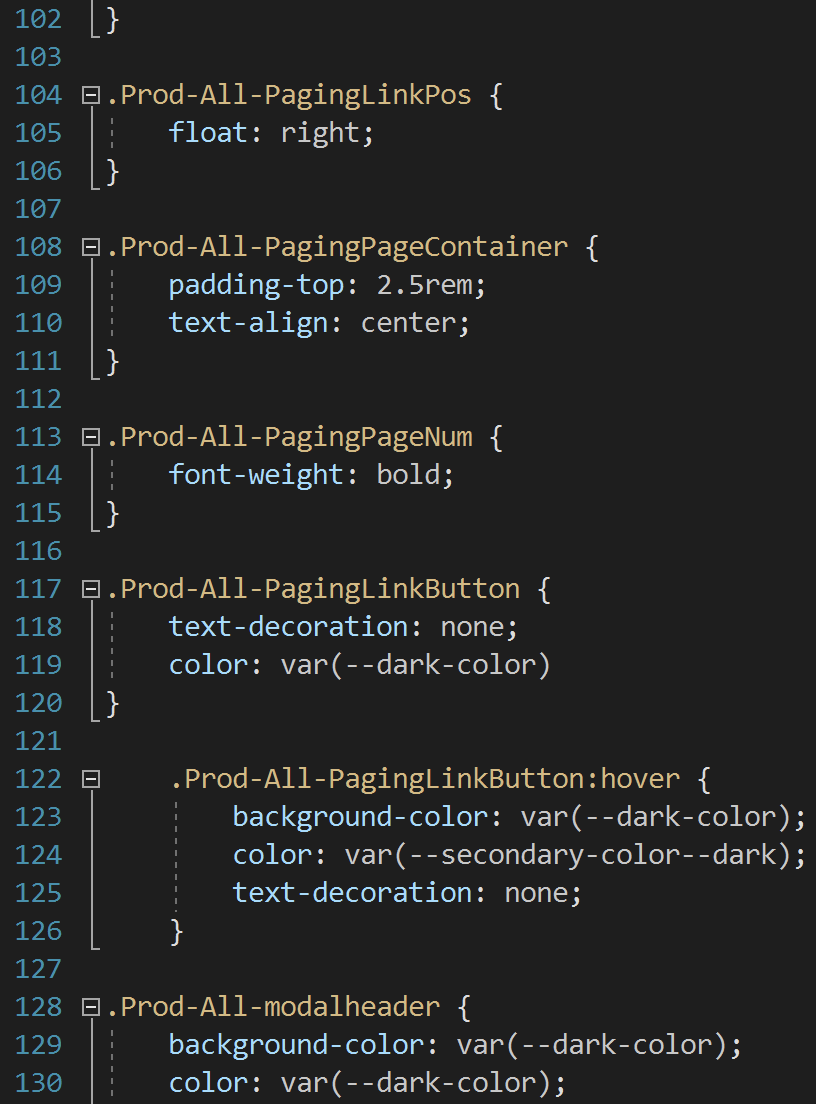 102 }
103
104 .Prod-All-PagingLinkPos {
105 float: right;
106 }
107
108 .Prod-All-PagingPageContainer {
109 padding-top: 2.5rem;
110 text-align: center;
111 }
112
113 .Prod-All-PagingPageNum {
114 font-weight: bold;
115 }
116
117 .Prod-All-PagingLinkButton {
118 text-decoration: none;
119 color: var(--dark-color)
120 }
121
122 .Prod-All-PagingLinkButton:hover {
123 background-color: var(--dark-color);
124 color: var(--secondary-color--dark);
125 text-decoration: none;
126 }
127
128 .Prod-All-modalheader {
129 background-color: var(--dark-color);
130 color: var(--dark-color);